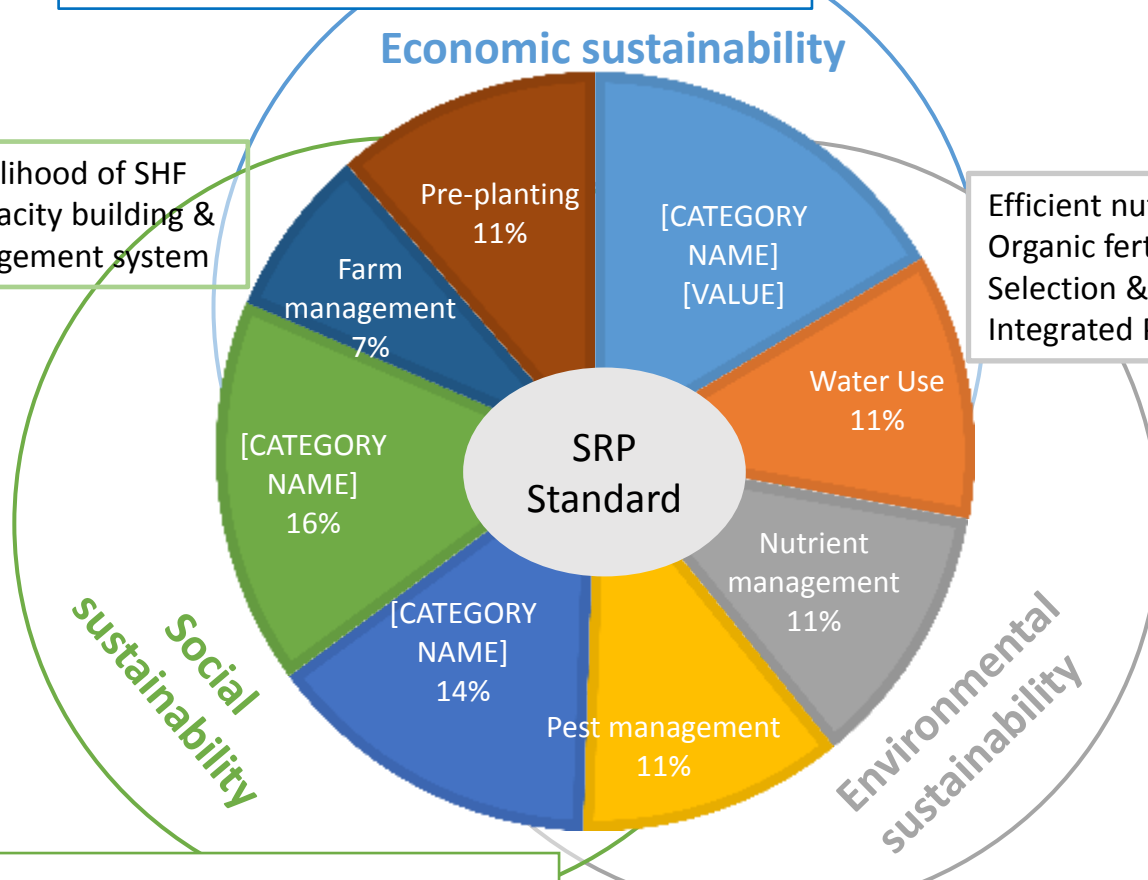 Economic sustainability
lihood of SHF
acity building &
gement system
Efficient nu
Organic fert
Selection &
Integrated
Pre-planting
11%
[CATEGORY
NAME]
[VALUE]
Farm
management
7%
Water Use
11%
[CATEGORY
NAME]
16%
SRP
Standard
Nutrient
management
11%
[CATEGORY
NAME]
14%
Pest management
11%
Social
sustainability
Environmental
sustainability